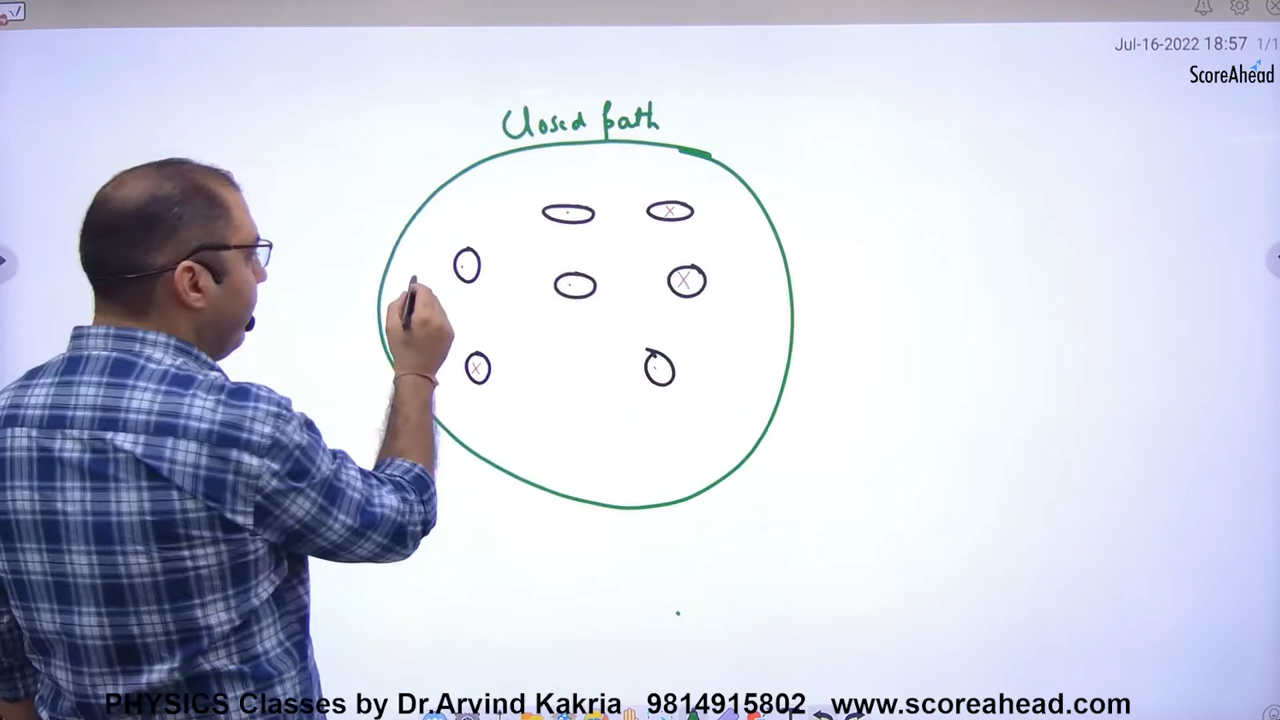 Jul-16-2022 18:57 1/1
ScoreAhead
Closed path
x
x
x
PHYSICS Classes by Dr.Arvind Kakria 9814915802 www.scoreahead.com